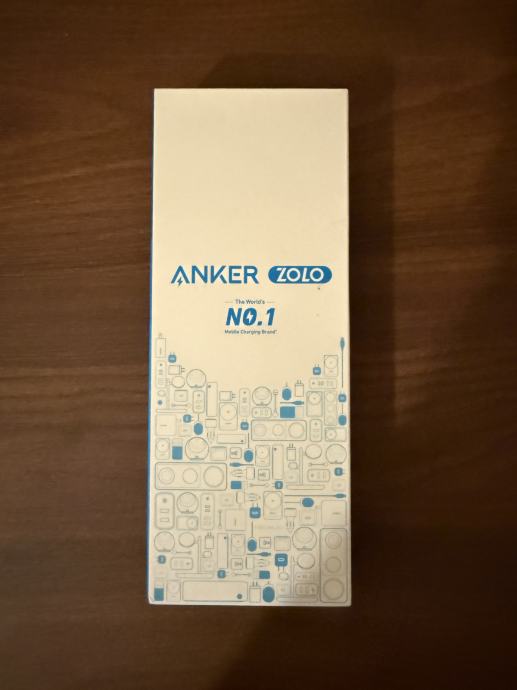 ANKER ZOLO
The World's
NO.1
Mobile Charging Brand*